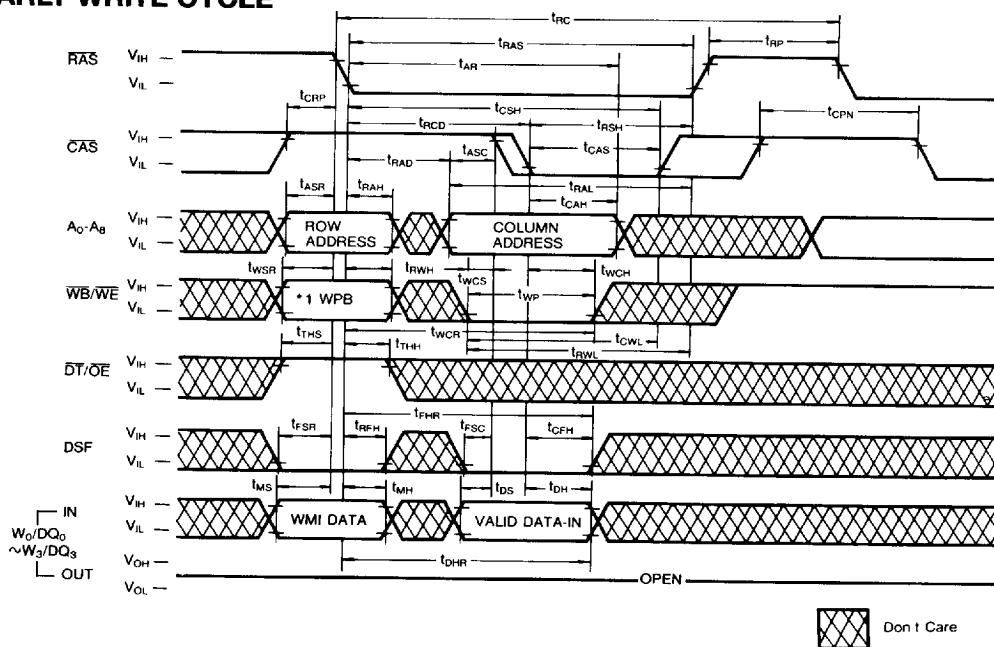 EARLY WRITE CYCLE
tRC
tRAS
tRP
tAR
RAS
VIH
VIL
tCRP
tCSH
tCPN
tRCD
tRSH
CAS
VIH
VIL
tASC
tRAD
tCAS
tRAL
tASR
tRAH
tCAH
A0-A8
VIH
VIL
ROW ADDRESS
COLUMN ADDRESS
tWSR
tRWH
tWCS
tWCH
WB/WE
VIH
VIL
*1 WPB
tWP
tWCR
tCWL
tTHS
tTHH
tRWL
DT/OE
VIH
VIL
tFHR
tFSR
tRFH
tFSC
tCFH
DSF
VIH
VIL
tMS
tMH
tDS
tDH
IN
VIH
VIL
WMI DATA
VALID DATA-IN
W0/DQ0
~W3/DQ3
OUT
VOH
VOL
tDHR
OPEN
Don t Care